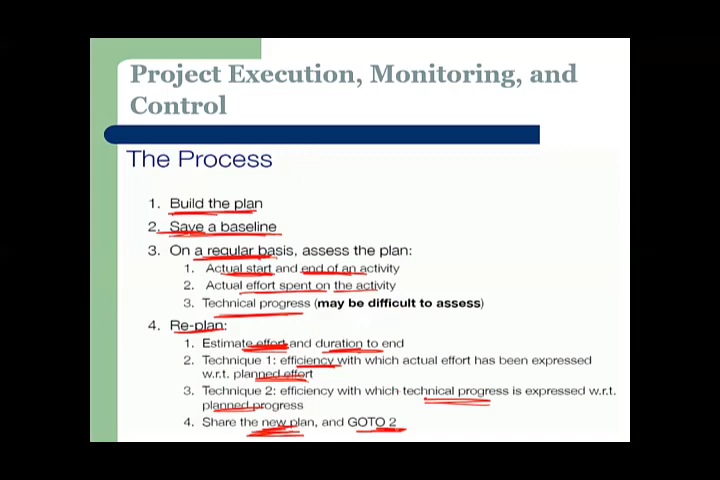 Project Execution, Monitoring, and
Control
The Process
1. Build the plan
2. Save a baseline
3. On a regular basis, assess the plan:
1. Actual start and end of an activity
2. Actual effort spent on the activity
3. Technical progress (may be difficult to assess)
4. Re-plan:
1. Estimate effort and duration to end
2. Technique 1: efficiency with which actual effort has been expressed
w.r.t. planned effort
3. Technique 2: efficiency with which technical progress is expressed w.r.t.
planned progress
4. Share the new plan, and GOTO 2